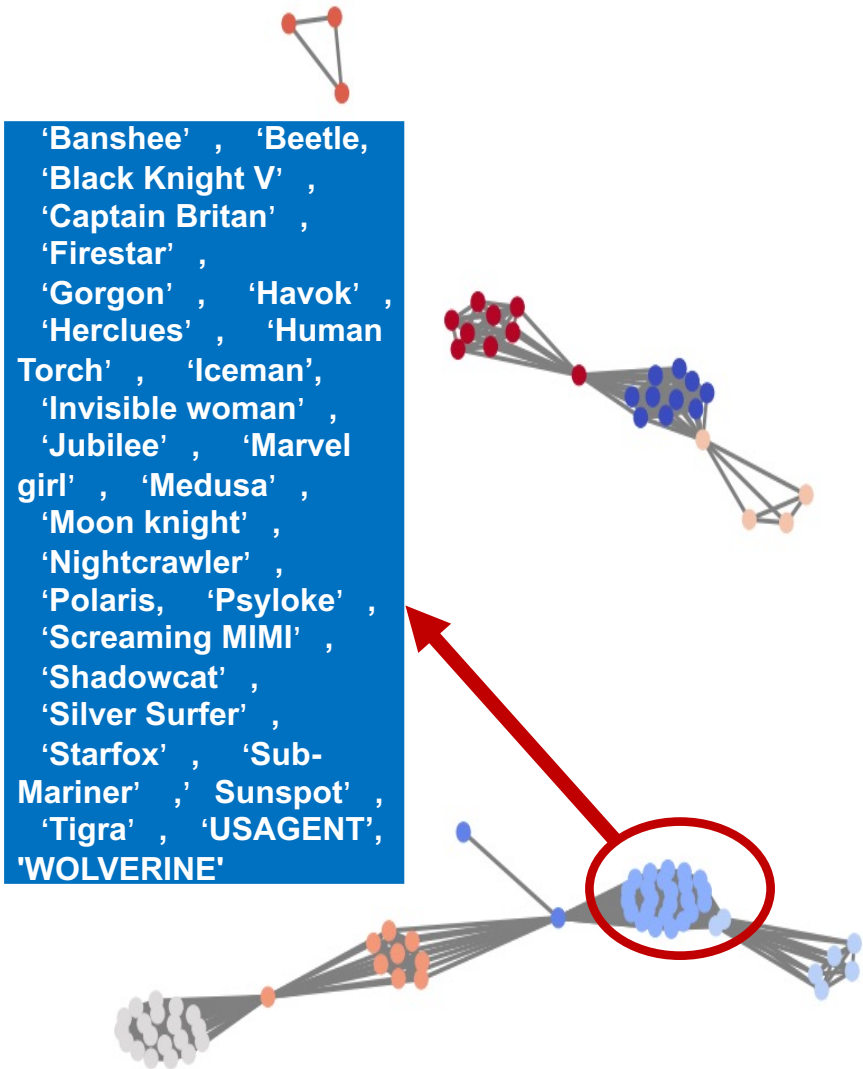 ‘Banshee’ , ‘Beetle,
‘Black Knight V’ ,
‘Captain Britan’ ,
‘Firestar’ ,
‘Gorgon’ , ‘Havok’ ,
‘Herclues’ , ‘Human
Torch’ , ‘Iceman’,
‘Invisible woman’ ,
‘Jubilee’ , ‘Marvel
girl’ , ‘Medusa’ ,
‘Moon knight’ ,
‘Nightcrawler’ ,
‘Polaris, ‘Psyloke’ ,
‘Screaming MIMI’ ,
‘Shadowcat’ ,
‘Silver Surfer’ ,
‘Starfox’ , ‘Sub-
Mariner’ ,’ Sunspot’ ,
‘Tigra’ , ‘USAGENT’,
'WOLVERINE'